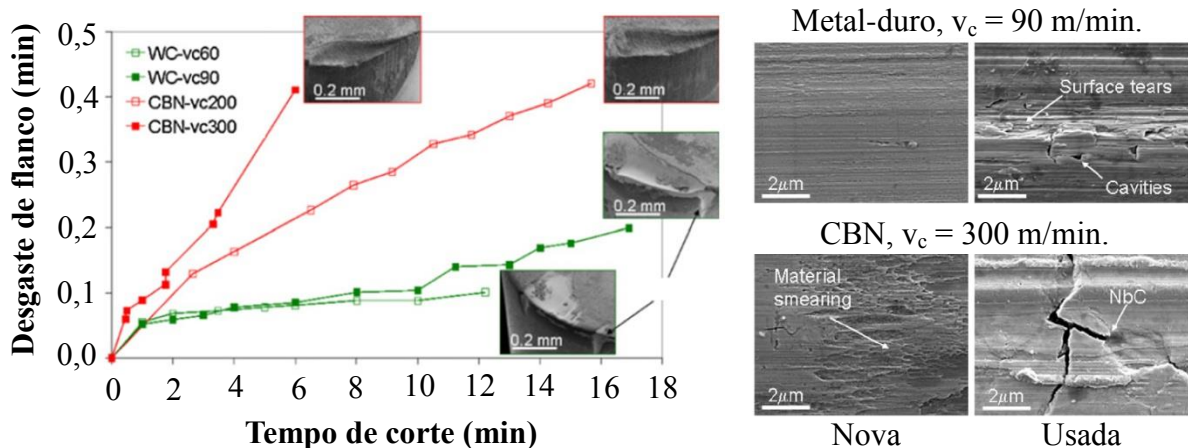 Desgaste de flanco (min)
0,5
0,4
0,3
0,2
0,1
0,0
WC-vc60
WC-vc90
CBN-vc200
CBN-vc300
0.2 mm
0.2 mm
0.2 mm
0.2 mm
0 2 4 6 8 10 12 14 16 18
Tempo de corte (min)
Metal-duro, vc = 90 m/min.
Surface tears
Cavities
2μm
2μm
CBN, vc = 300 m/min.
Material
smearing
NbC
2μm
2μm
Nova
Usada